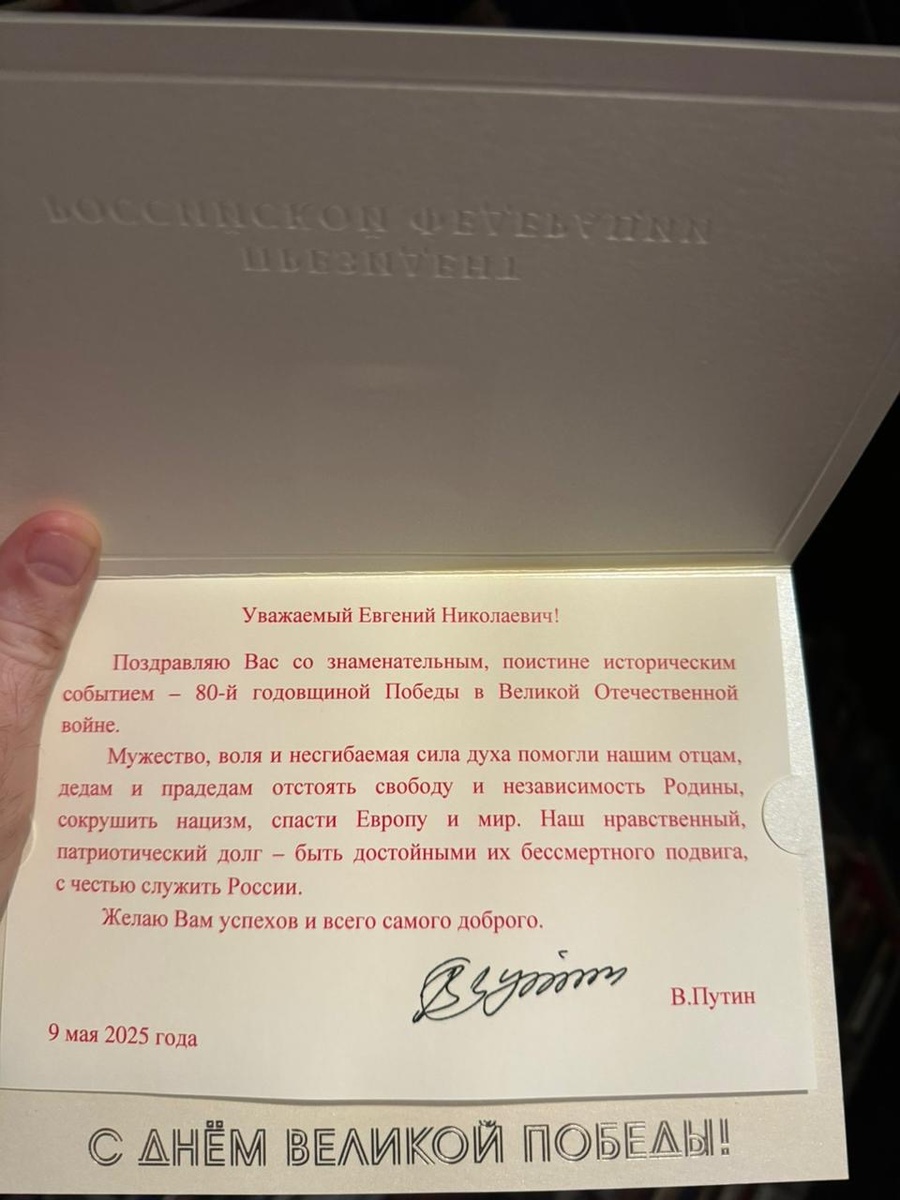 РОССИЙСКОЙ ФЕДЕРАЦИИ
ПРЕЗИДЕНТ
Уважаемый Евгений Николаевич!
Поздравляю Вас со знаменательным, поистине историческим
событием – 80-й годовщиной Победы в Великой Отечественной
войне.
Мужество, воля и несгибаемая сила духа помогли нашим отцам,
дедам и прадедам отстоять свободу и независимость Родины,
сокрушить нацизм, спасти Европу и мир. Наш нравственный,
патриотический долг – быть достойными их бессмертного подвига,
с честью служить России.
Желаю Вам успехов и всего самого доброго.
В.Путин
9 мая 2025 года
С ДНЁМ ВЕЛИКОЙ ПОБЕДЫ!